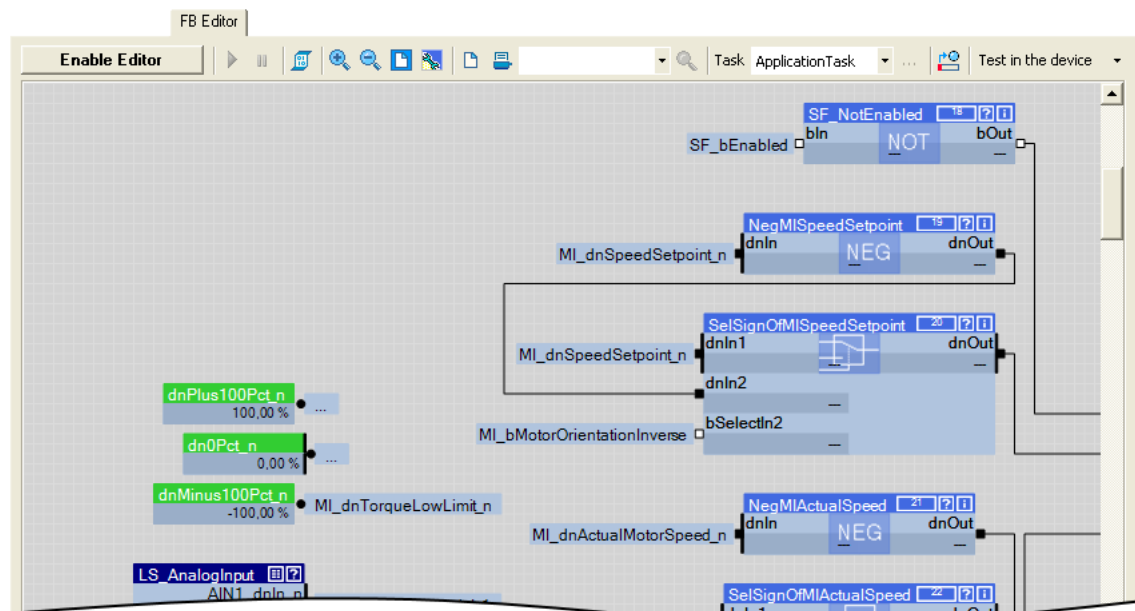 FB Editor
Enable Editor
Task ApplicationTask ... Test in the device
SF_NotEnabled 18 ? i
SF_bEnabled bIn NOT bOut
NegMISpeedSetpoint 19 ? i
MI_dnSpeedSetpoint_n dnIn NEG dnOut
SelSignOfMISpeedSetpoint 20 ? i
MI_dnSpeedSetpoint_n dnIn1 dnOut
dnIn2
MI_bMotorOrientationInverse bSelectIn2
dnPlus100Pct_n
100,00 % ...
dn0Pct_n
0,00 % ...
dnMinus100Pct_n
-100,00 % MI_dnTorqueLowLimit_n
NegMIActualSpeed 21 ? i
MI_dnActualMotorSpeed_n dnIn NEG dnOut
LS_AnalogInput ?
AIN1_dnIn_n
SelSignOfMIActualSpeed 22 ? i